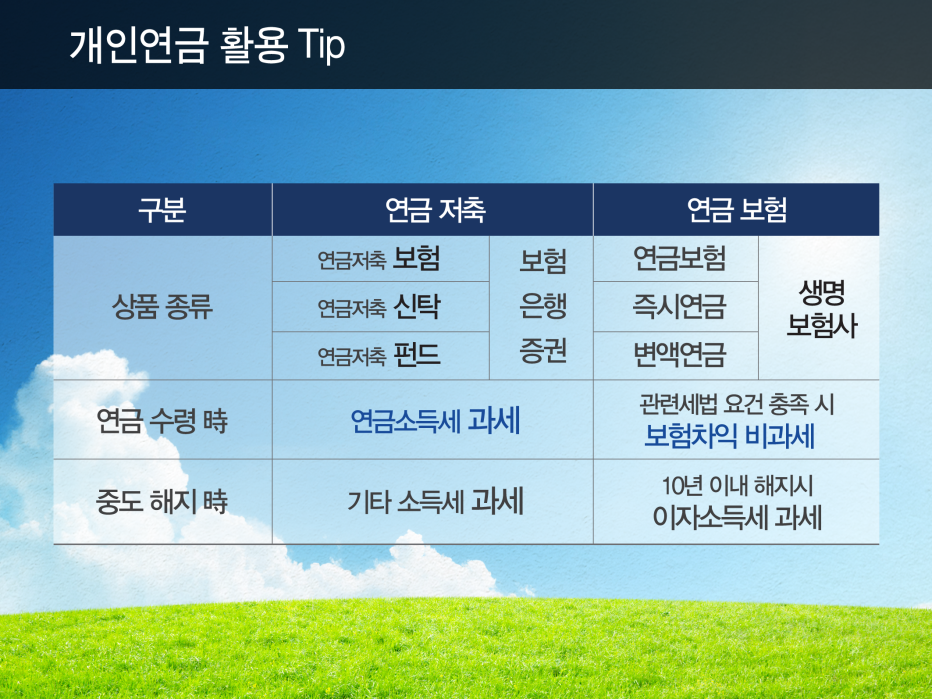 개인연금 활용 Tip
구분 연금 저축 연금 보험
상품 종류
연금저축 보험
연금저축 신탁
연금저축 펀드
보험
은행
증권
연금보험
즉시연금
변액연금
생명
보험사
연금 수령 時
연금소득세 과세
관련세법 요건 충족 시
보험차익 비과세
중도 해지 時
기타 소득세 과세
10년 이내 해지시
이자소득세 과세